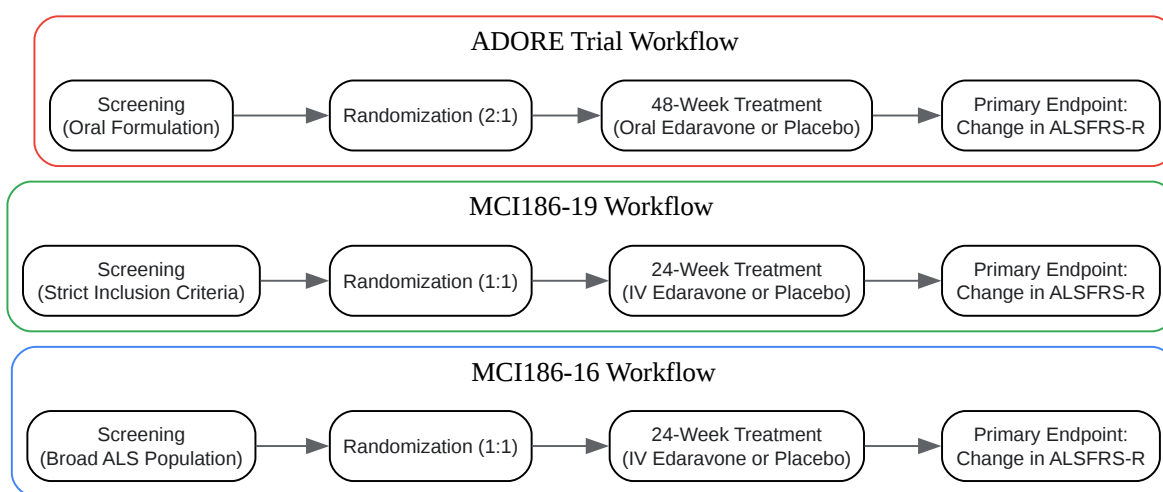 ADORE Trial Workflow
Screening
(Oral Formulation)
Randomization (2:1)
48-Week Treatment
(Oral Edaravone or Placebo)
Primary Endpoint:
Change in ALSFRS-R
MCI186-19 Workflow
Screening
(Strict Inclusion Criteria)
Randomization (1:1)
24-Week Treatment
(IV Edaravone or Placebo)
Primary Endpoint:
Change in ALSFRS-R
MCI186-16 Workflow
Screening
(Broad ALS Population)
Randomization (1:1)
24-Week Treatment
(IV Edaravone or Placebo)
Primary Endpoint:
Change in ALSFRS-R